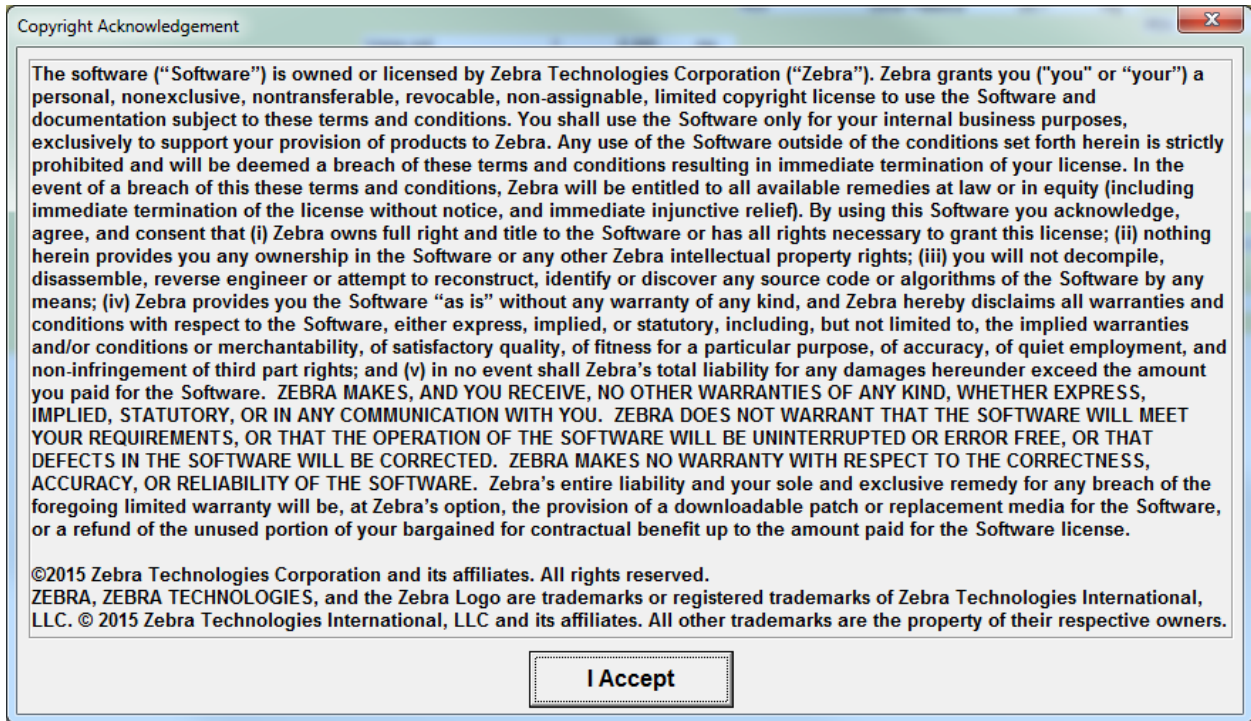 Copyright Acknowledgement
The software (“Software”) is owned or licensed by Zebra Technologies Corporation (“Zebra”). Zebra grants you ("you" or “your”) a
personal, nonexclusive, nontransferable, revocable, non-assignable, limited copyright license to use the Software and
documentation subject to these terms and conditions. You shall use the Software only for your internal business purposes,
exclusively to support your provision of products to Zebra. Any use of the Software outside of the conditions set forth herein is strictly
prohibited and will be deemed a breach of these terms and conditions resulting in immediate termination of your license. In the
event of a breach of this these terms and conditions, Zebra will be entitled to all available remedies at law or in equity (including
immediate termination of the license without notice, and immediate injunctive relief). By using this Software you acknowledge,
agree, and consent that (i) Zebra owns full right and title to the Software or has all rights necessary to grant this license; (ii) nothing
herein provides you any ownership in the Software or any other Zebra intellectual property rights; (iii) you will not decompile,
disassemble, reverse engineer or attempt to reconstruct, identify or discover any source code or algorithms of the Software by any
means; (iv) Zebra provides you the Software “as is” without any warranty of any kind, and Zebra hereby disclaims all warranties and
conditions with respect to the Software, either express, implied, or statutory, including, but not limited to, the implied warranties
and/or conditions or merchantability, of satisfactory quality, of fitness for a particular purpose, of accuracy, of quiet employment, and
non-infringement of third part rights; and (v) in no event shall Zebra’s total liability for any damages hereunder exceed the amount
you paid for the Software.  ZEBRA MAKES, AND YOU RECEIVE, NO OTHER WARRANTIES OF ANY KIND, WHETHER EXPRESS,
IMPLIED, STATUTORY, OR IN ANY COMMUNICATION WITH YOU.  ZEBRA DOES NOT WARRANT THAT THE SOFTWARE WILL MEET
YOUR REQUIREMENTS, OR THAT THE OPERATION OF THE SOFTWARE WILL BE UNINTERRUPTED OR ERROR FREE, OR THAT
DEFECTS IN THE SOFTWARE WILL BE CORRECTED.  ZEBRA MAKES NO WARRANTY WITH RESPECT TO THE CORRECTNESS,
ACCURACY, OR RELIABILITY OF THE SOFTWARE.  Zebra’s entire liability and your sole and exclusive remedy for any breach of the
foregoing limited warranty will be, at Zebra’s option, the provision of a downloadable patch or replacement media for the Software,
or a refund of the unused portion of your bargained for contractual benefit up to the amount paid for the Software license.
©2015 Zebra Technologies Corporation and its affiliates. All rights reserved.
ZEBRA, ZEBRA TECHNOLOGIES, and the Zebra Logo are trademarks or registered trademarks of Zebra Technologies International,
LLC. © 2015 Zebra Technologies International, LLC and its affiliates. All other trademarks are the property of their respective owners.
I Accept